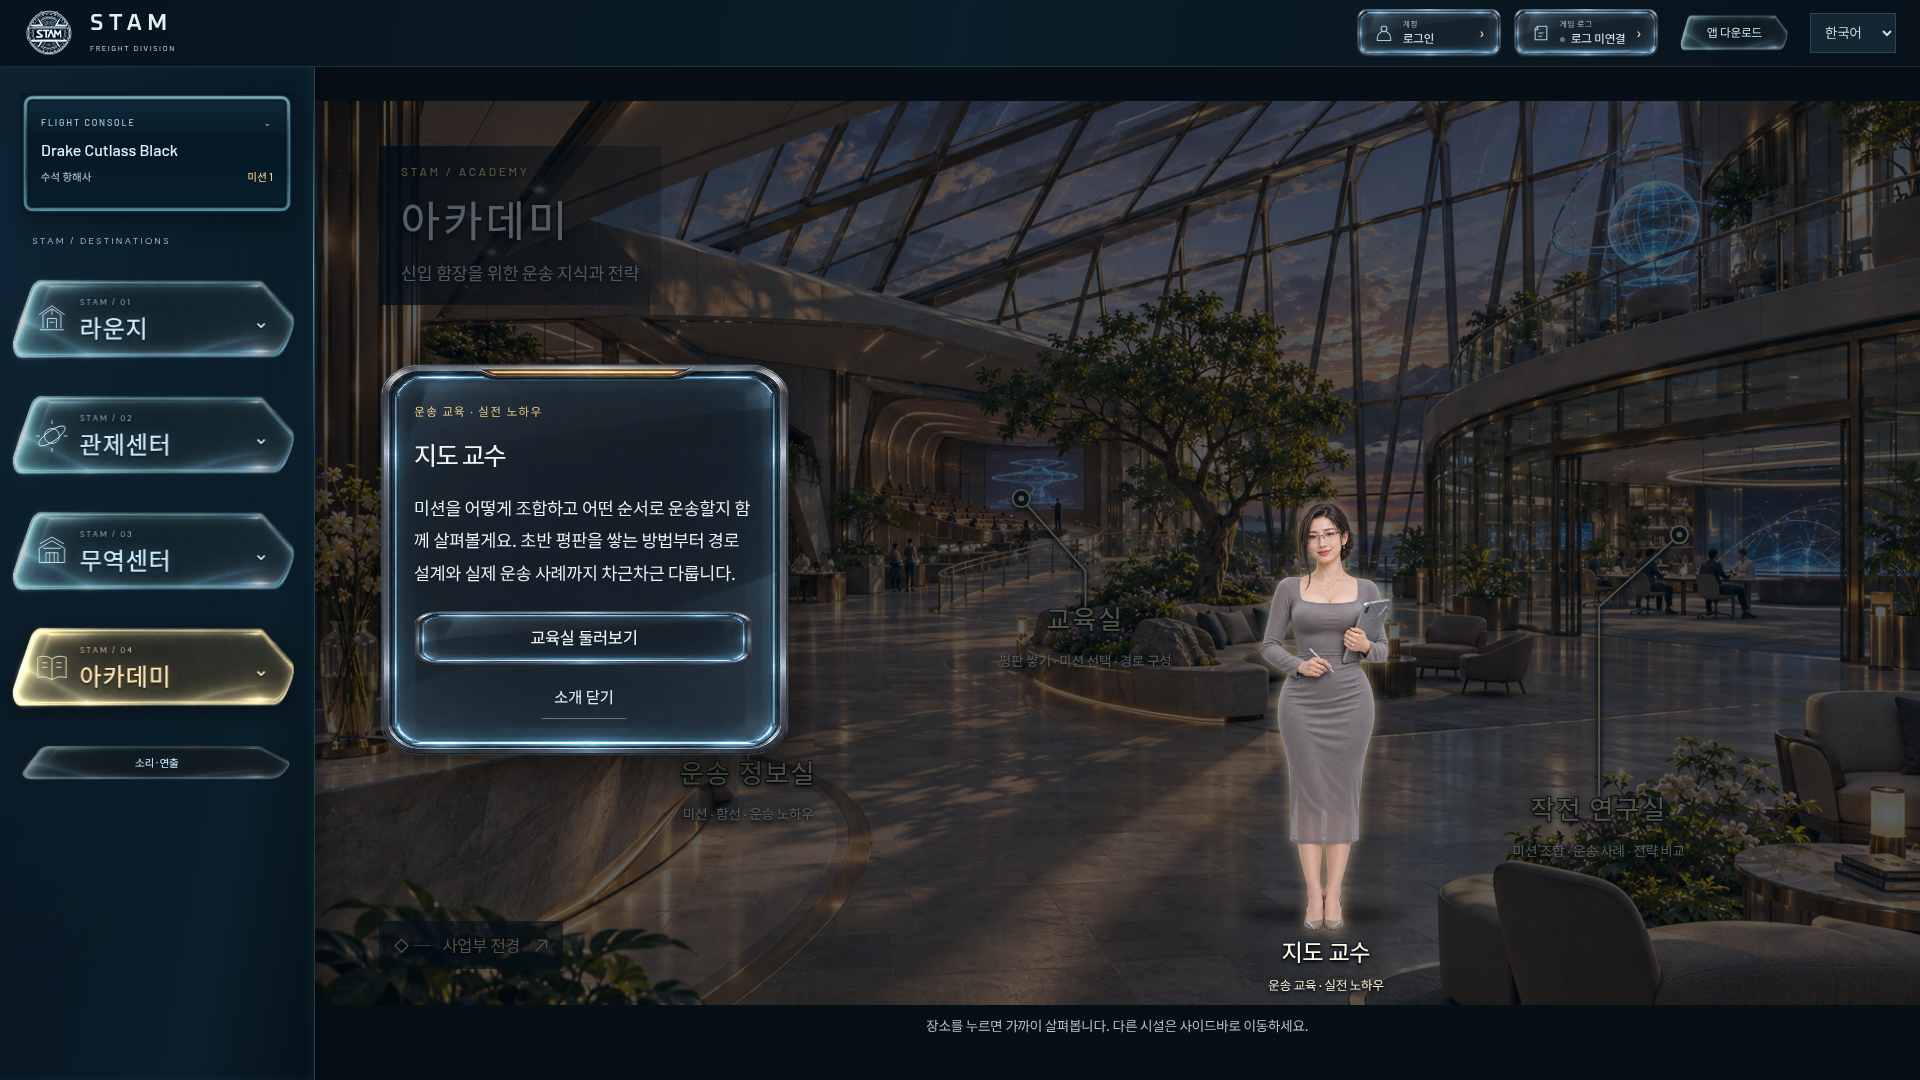 STAM
FREIGHT DIVISION
계정
로그인
게임 로그
로그 미연결
앱 다운로드
한국어
FLIGHT CONSOLE
Drake Cutlass Black
수석 항해사
미션 1
STAM / DESTINATIONS
STAM / 01
라운지
STAM / 02
관제센터
STAM / 03
무역센터
STAM / 04
아카데미
소리·연출
STAM / ACADEMY
아카데미
신입 함장을 위한 운송 지식과 전략
운송 교육 · 실전 노하우
지도 교수
미션을 어떻게 조합하고 어떤 순서로 운송할지 함
께 살펴볼게요. 초반 평판을 쌓는 방법부터 경로
설계와 실제 운송 사례까지 차근차근 다룹니다.
교육실 둘러보기
소개 닫기
교육실
평판 쌓기·미션 선택·경로 구성
운송 정보실
미션·함선·운송 노하우
작전 연구실
미션 조합·운송 사례·전략 비교
사업부 전경
지도 교수
운송 교육·실전 노하우
장소를 누르면 가까이 살펴봅니다. 다른 시설은 사이드바로 이동하세요.